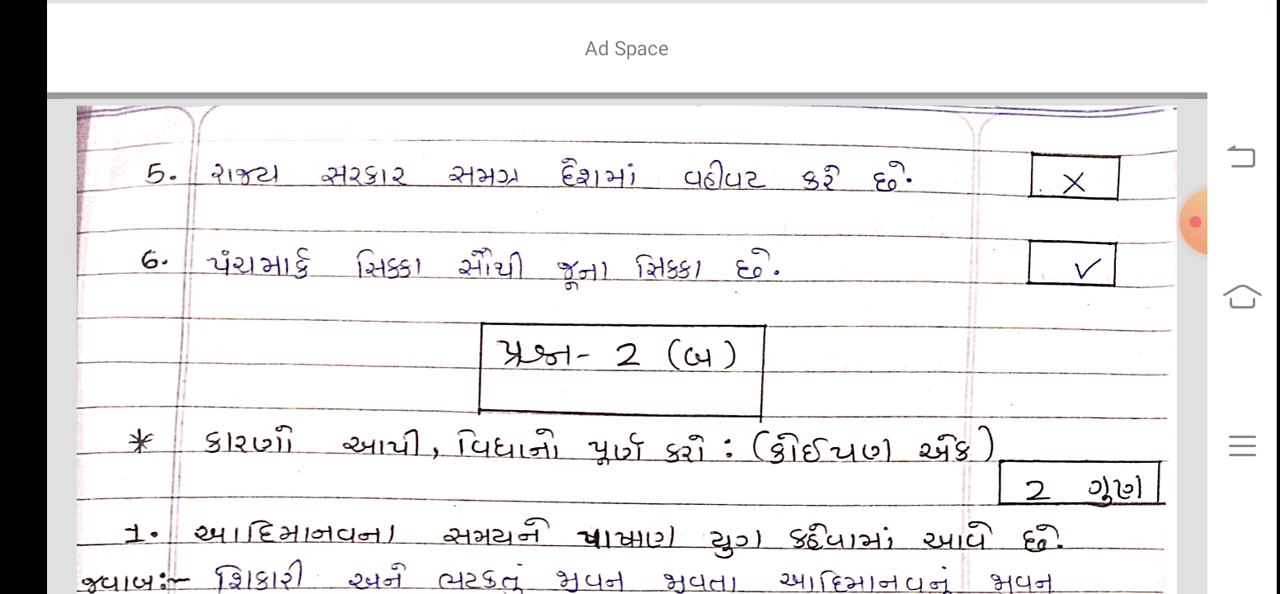 Ad Space
5. રાજ્ય સરકાર સમગ્ર દેશમાં વહીવટ કરે છે. X
6. પંચમાર્ક સિક્કા સૌથી જૂના સિક્કા છે. ✓
પ્રશ્ન- 2 (બ)
* કારણો આપી, વિધાનો પૂર્ણ કરો : (કોઈપણ એક)
2 ગુણ
1. આદિમાનવના સમયને પાષાણ યુગ કહેવામાં આવે છે.
જવાબઃ- શિકારી અને ભટકતું જીવન જીવતા આદિમાનવનું જીવન